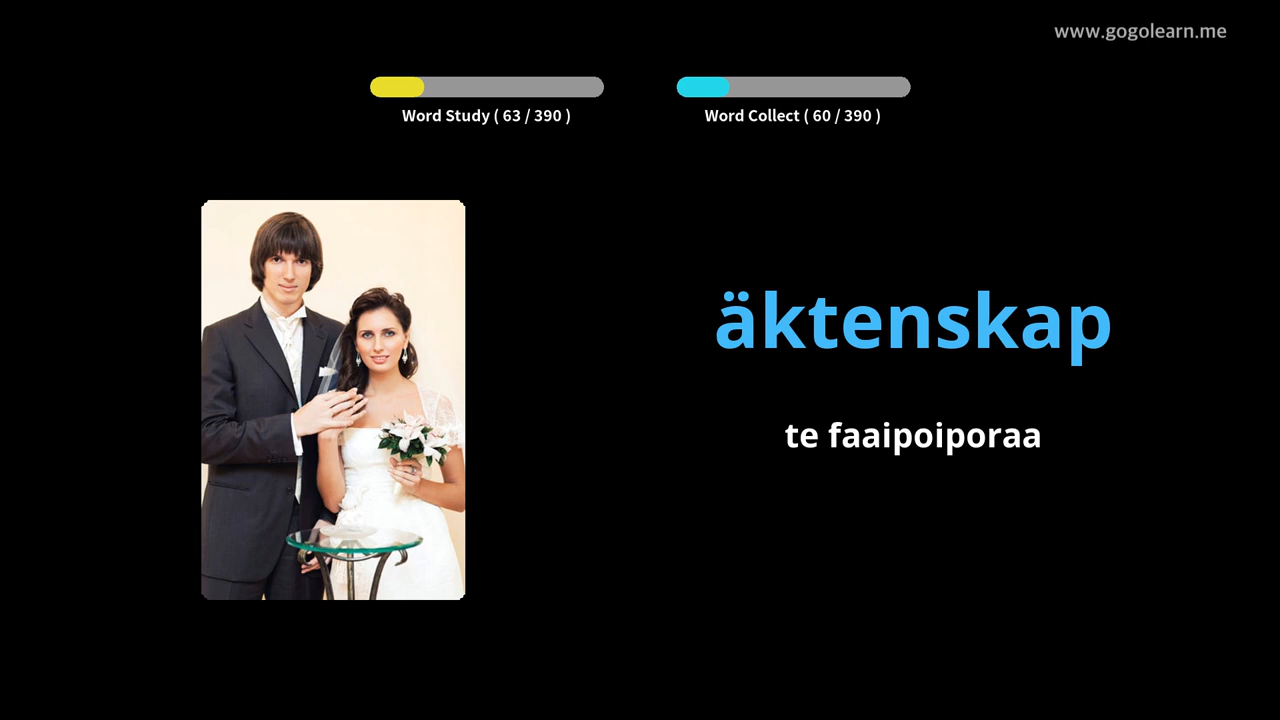 www.gogolearn.me
Word Study ( 63 / 390 )
Word Collect ( 60 / 390 )
äktenskap
te faaipoiporaa